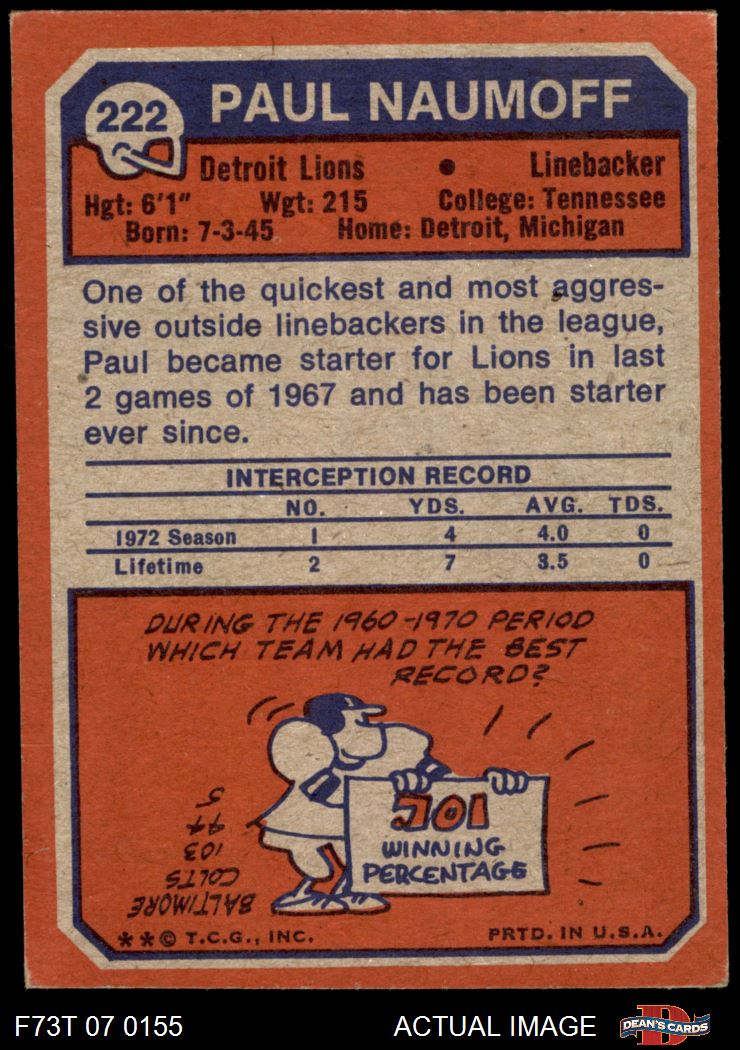 222
PAUL NAUMOFF
Detroit Lions • Linebacker
Hgt: 6'1" Wgt: 215 College: Tennessee
Born: 7-3-45 Home: Detroit, Michigan
One of the quickest and most aggres-
sive outside linebackers in the league,
Paul became starter for Lions in last
2 games of 1967 and has been starter
ever since.
INTERCEPTION RECORD
NO. YDS. AVG. TDS.
1972 Season 1 4 4.0 0
Lifetime 2 7 3.5 0
DURING THE 1960-1970 PERIOD
WHICH TEAM HAD THE BEST
RECORD?
.701
WINNING
PERCENTAGE
BALTIMORE
COLTS
103
44
5
** © T.C.G., INC. PRTD. IN U.S.A.
F73T 07 0155 ACTUAL IMAGE
D
DEAN'S CARDS